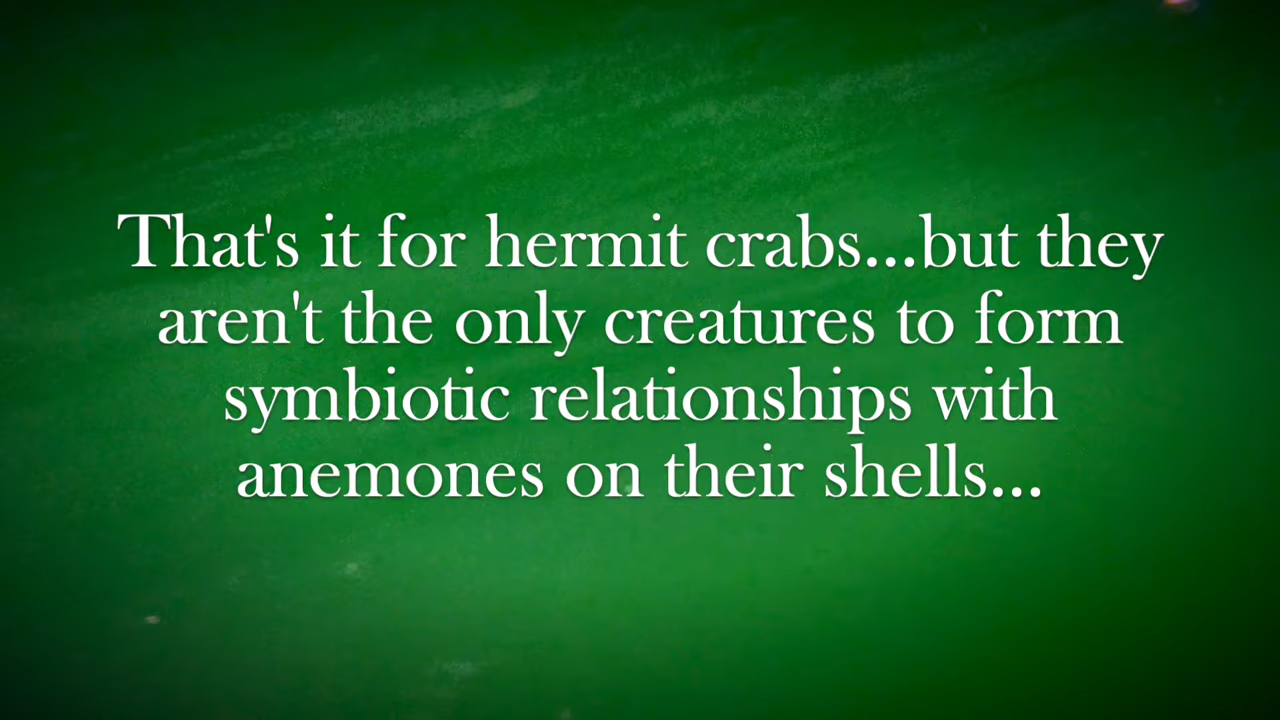 That's it for hermit crabs...but they
aren't the only creatures to form
symbiotic relationships with
anemones on their shells...